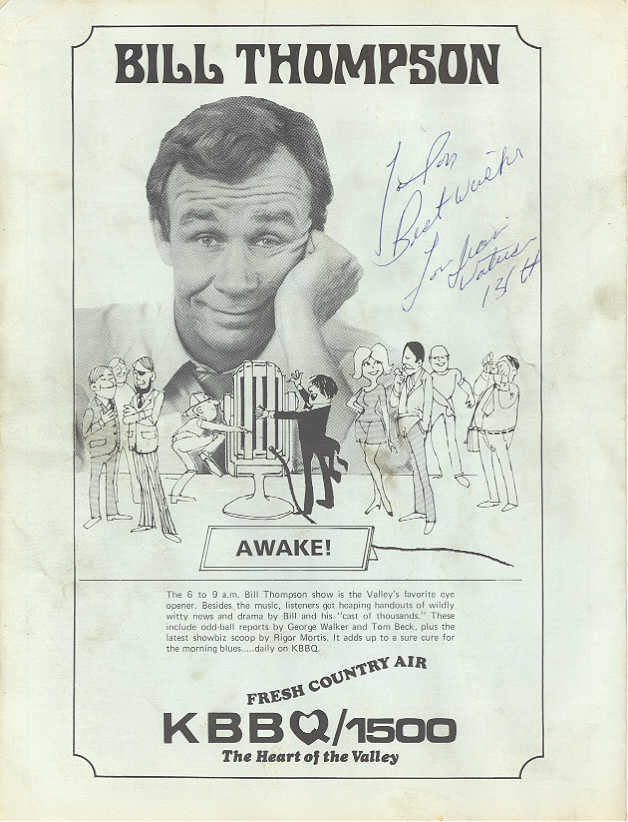 BILL THOMPSON
To Don
Best Wishes
AWAKE!
The 6 to 9 a.m. Bill Thompson show is the Valley's favorite eye
opener. Besides the music, listeners get heaping handouts of wildly
witty news and drama by Bill and his "cast of thousands." These
include odd-ball reports by George Walker and Tom Beck, plus the
latest showbiz scoop by Rigor Mortis. It adds up to a sure cure for
the morning blues.....daily on KBBQ.
FRESH COUNTRY AIR
KBBQ/1500
The Heart of the Valley